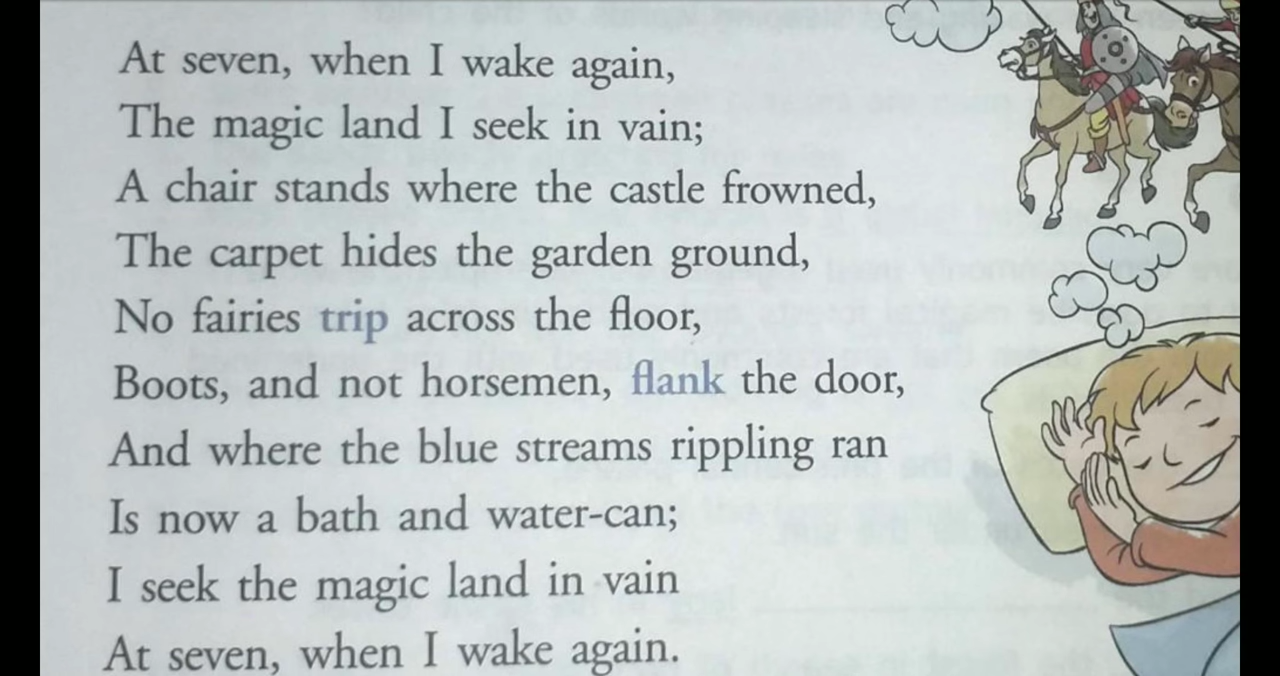 At seven, when I wake again,
The magic land I seek in vain;
A chair stands where the castle frowned,
The carpet hides the garden ground,
No fairies trip across the floor,
Boots, and not horsemen, flank the door,
And where the blue streams rippling ran
Is now a bath and water-can;
I seek the magic land in vain
At seven, when I wake again.